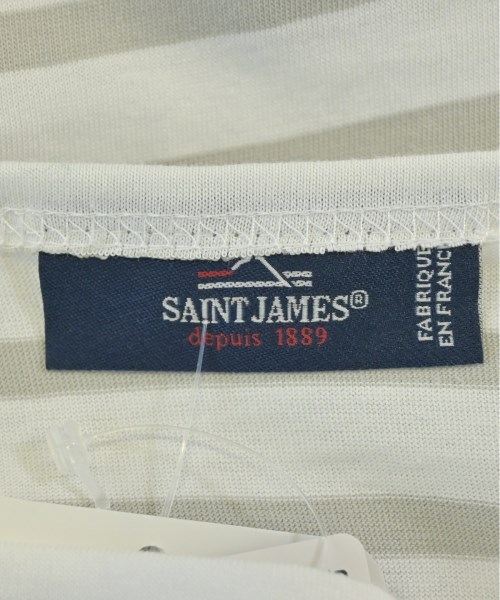 SAINT JAMES®
depuis 1889
FABRIQUE
EN FRANC